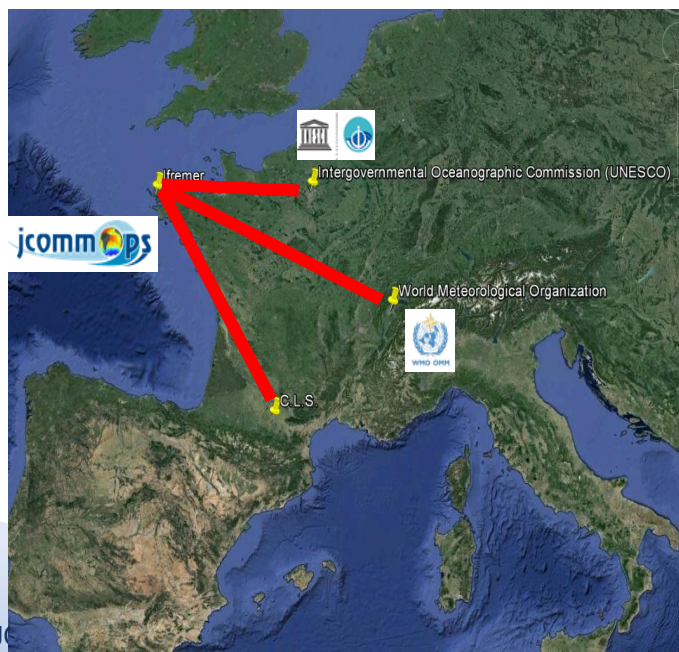 Ifremer
Intergovernmental Oceanographic Commission (UNESCO)
jcommops
World Meteorological Organization
WMO OMM
C.L.S.